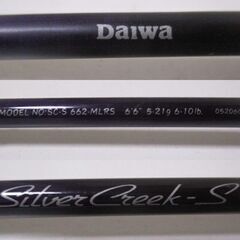 Daiwa
MODEL NO:SC-S 662-MLRS 6'6" 5-21g 6-10lb.
Silver Creek-S